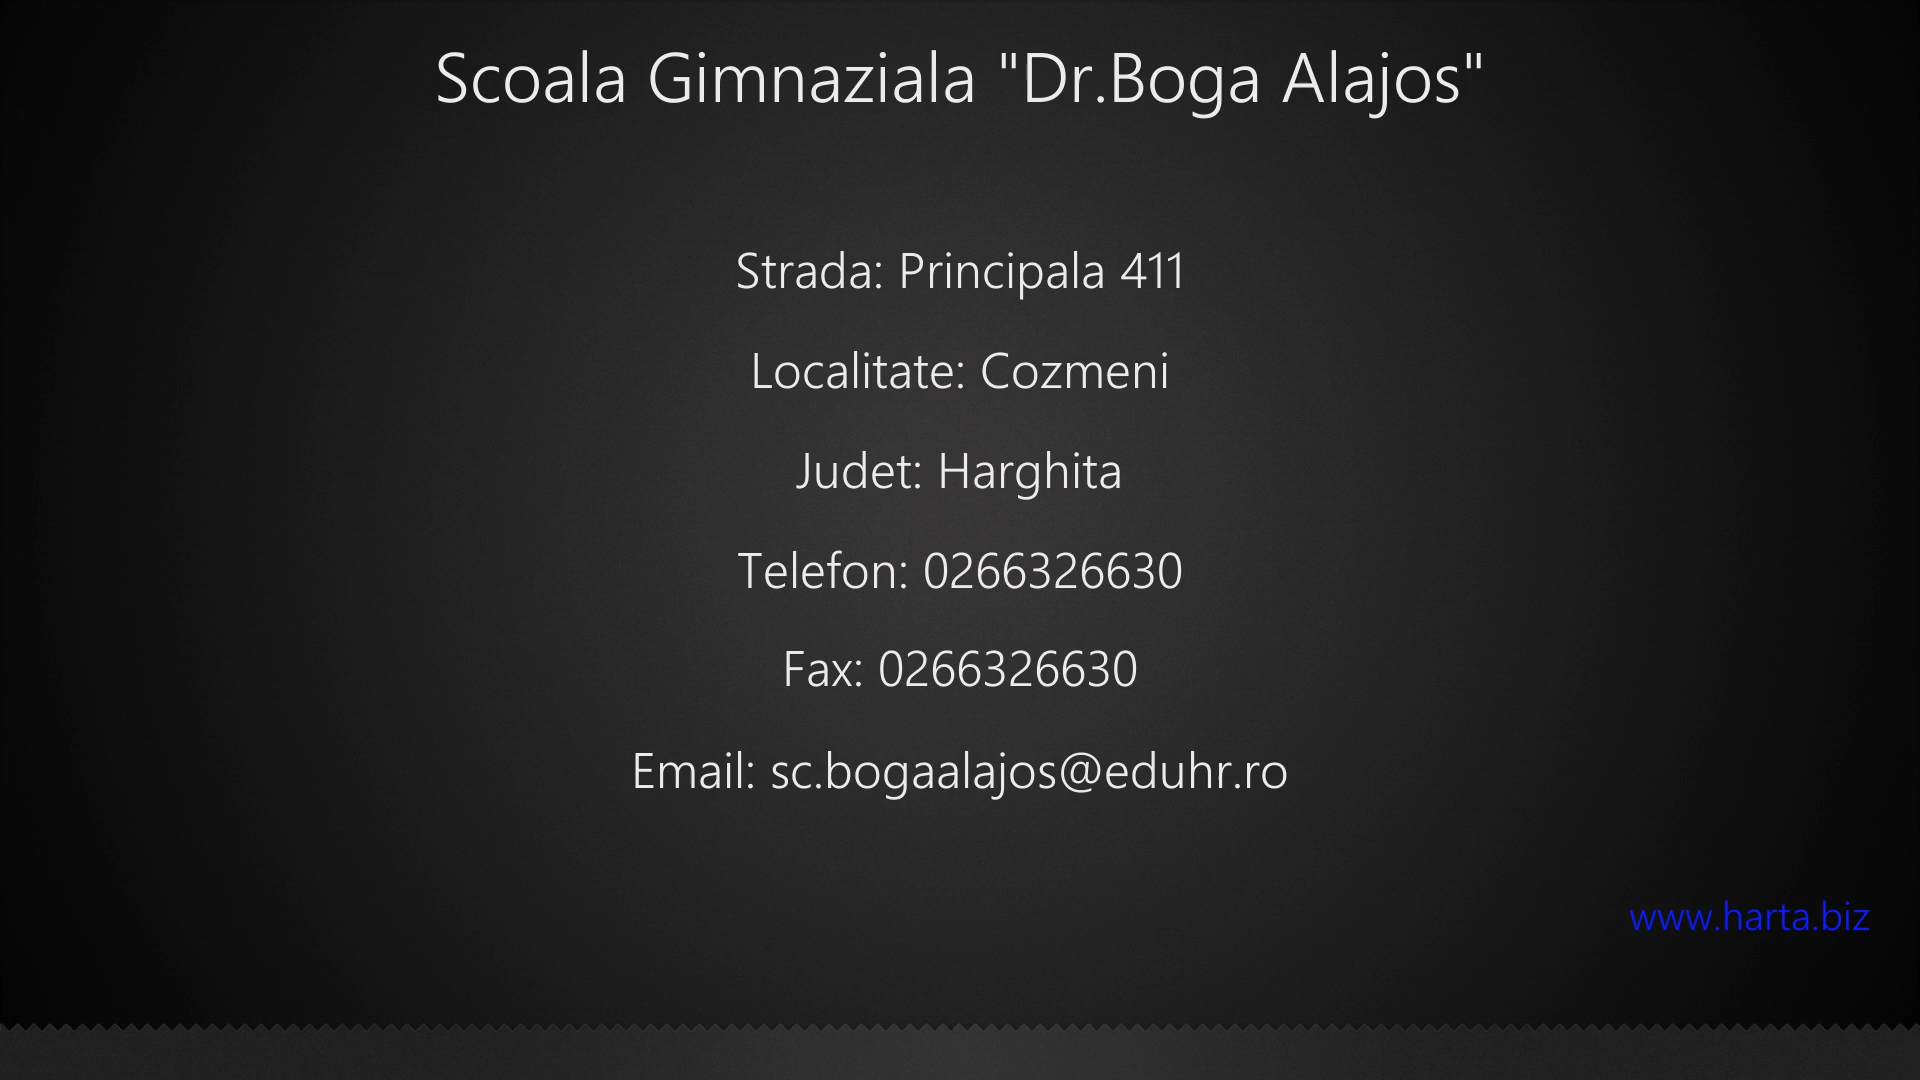 Scoala Gimnaziala "Dr.Boga Alajos"
Strada: Principala 411
Localitate: Cozmeni
Judet: Harghita
Telefon: 0266326630
Fax: 0266326630
Email: sc.bogaalajos@eduhr.ro
www.harta.biz